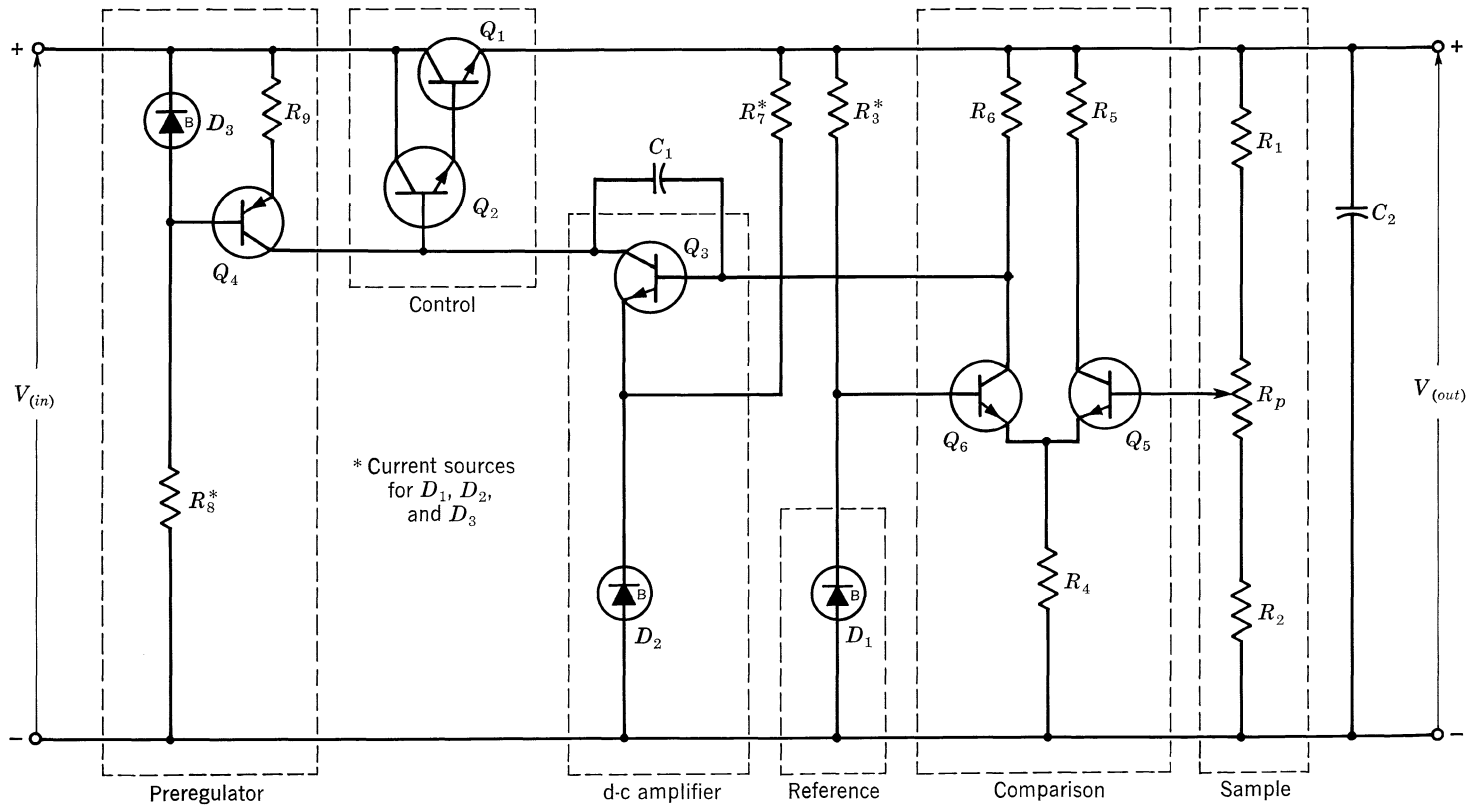 +
Q₁
+
D₃
B
R₉
R₇*
R₃*
R₆
R₅
R₁
C₁
Q₂
C₂
Q₃
Q₄
Control
V(in)
Rp
V(out)
Q₆
Q₅
* Current sources
for D₁, D₂,
and D₃
R₈*
B
D₂
B
D₁
R₄
R₂
−
−
Preregulator
d-c amplifier
Reference
Comparison
Sample